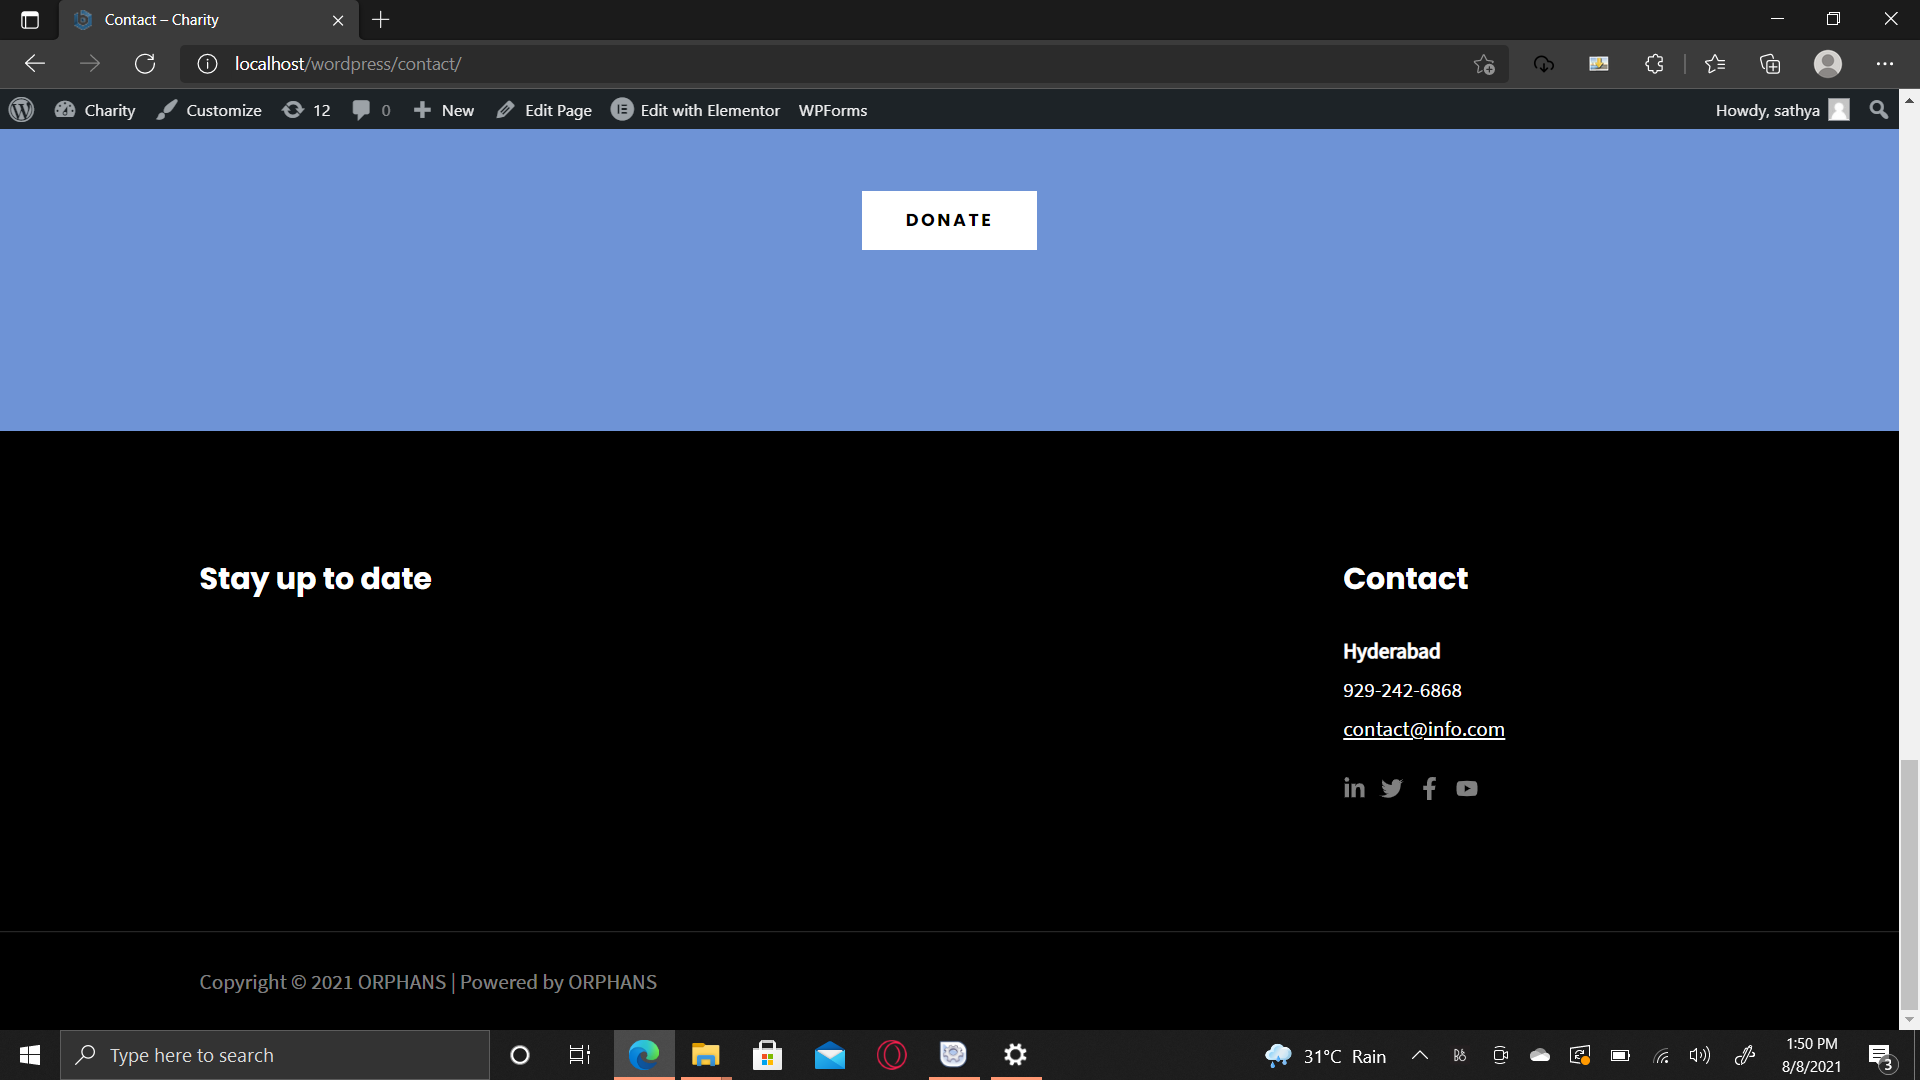 Contact – Charity
localhost/wordpress/contact/
Charity Customize 12 0 New Edit Page Edit with Elementor WPForms Howdy, sathya
DONATE
Stay up to date
Contact
Hyderabad
929-242-6868
contact@info.com
Copyright © 2021 ORPHANS | Powered by ORPHANS
Type here to search
31°C Rain
1:50 PM
8/8/2021
3